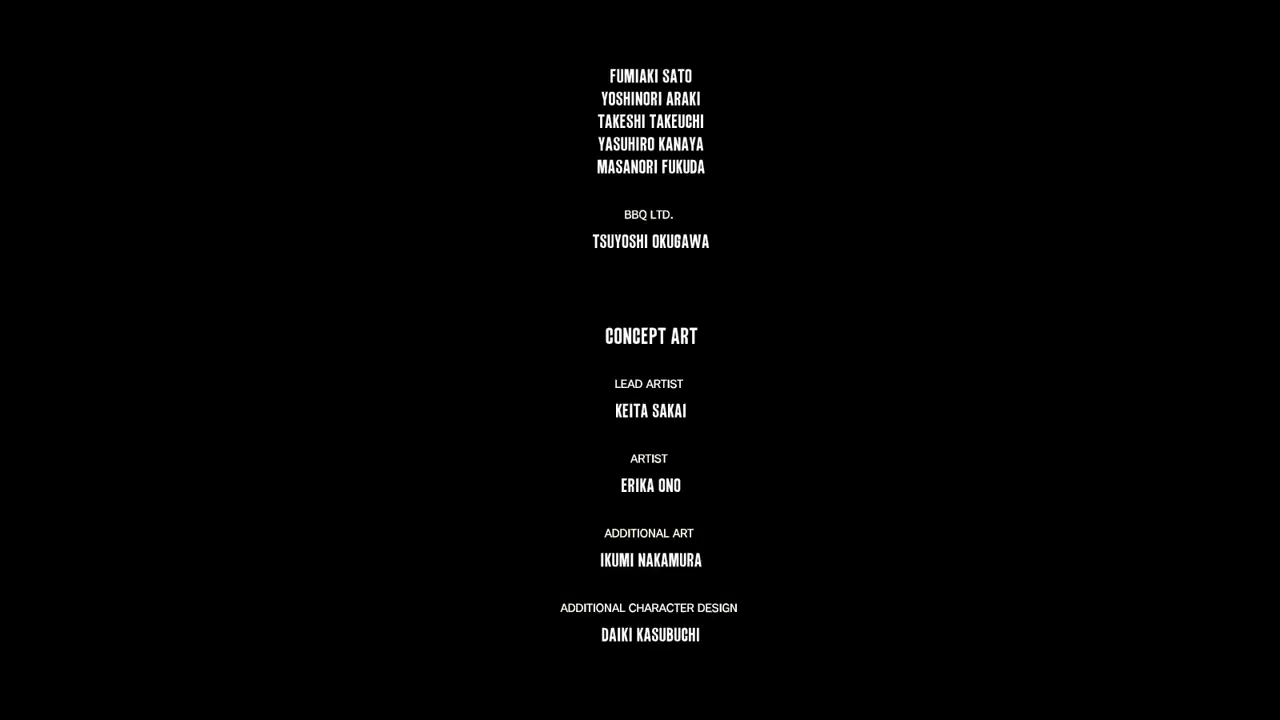 FUMIAKI SATO
YOSHINORI ARAKI
TAKESHI TAKEUCHI
YASUHIRO KANAYA
MASANORI FUKUDA
BBQ LTD.
TSUYOSHI OKUGAWA
CONCEPT ART
LEAD ARTIST
KEITA SAKAI
ARTIST
ERIKA ONO
ADDITIONAL ART
IKUMI NAKAMURA
ADDITIONAL CHARACTER DESIGN
DAIKI KASUBUCHI